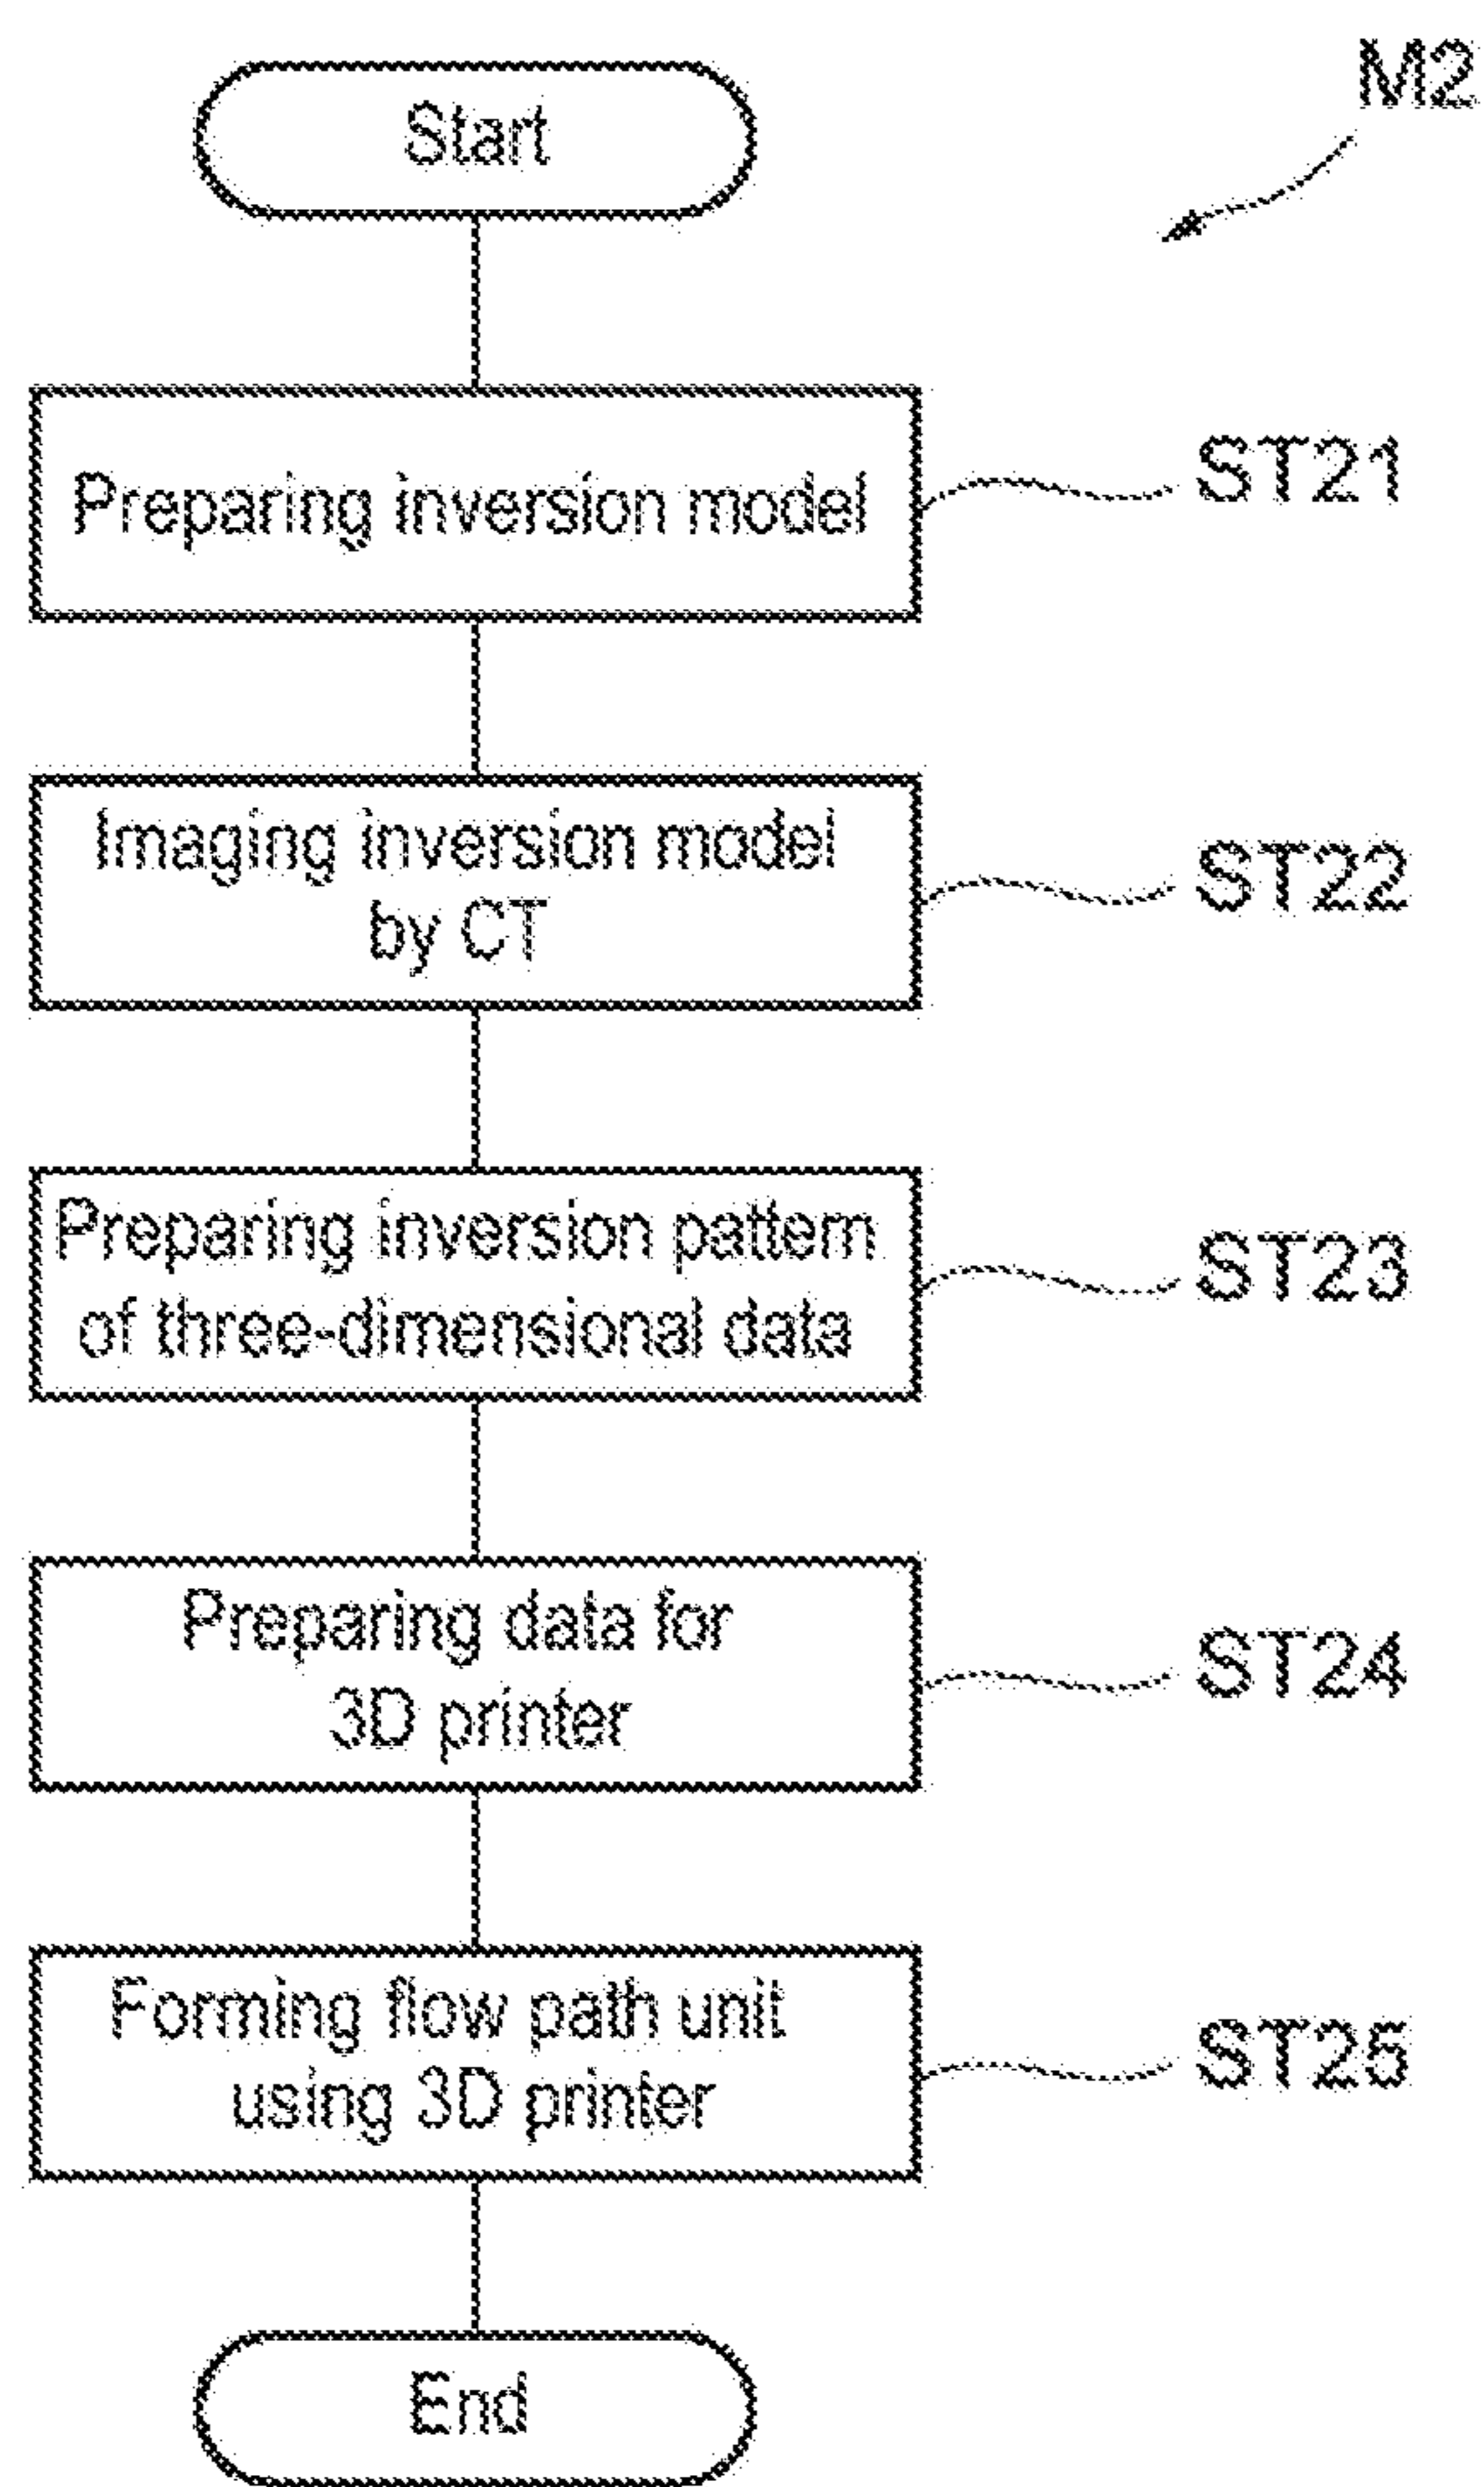 M2
Start
Preparing inversion model
ST21
Imaging inversion model
by CT
ST22
Preparing inversion pattern
of three-dimensional data
ST23
Preparing data for
3D printer
ST24
Forming flow path unit
using 3D printer
ST25
End